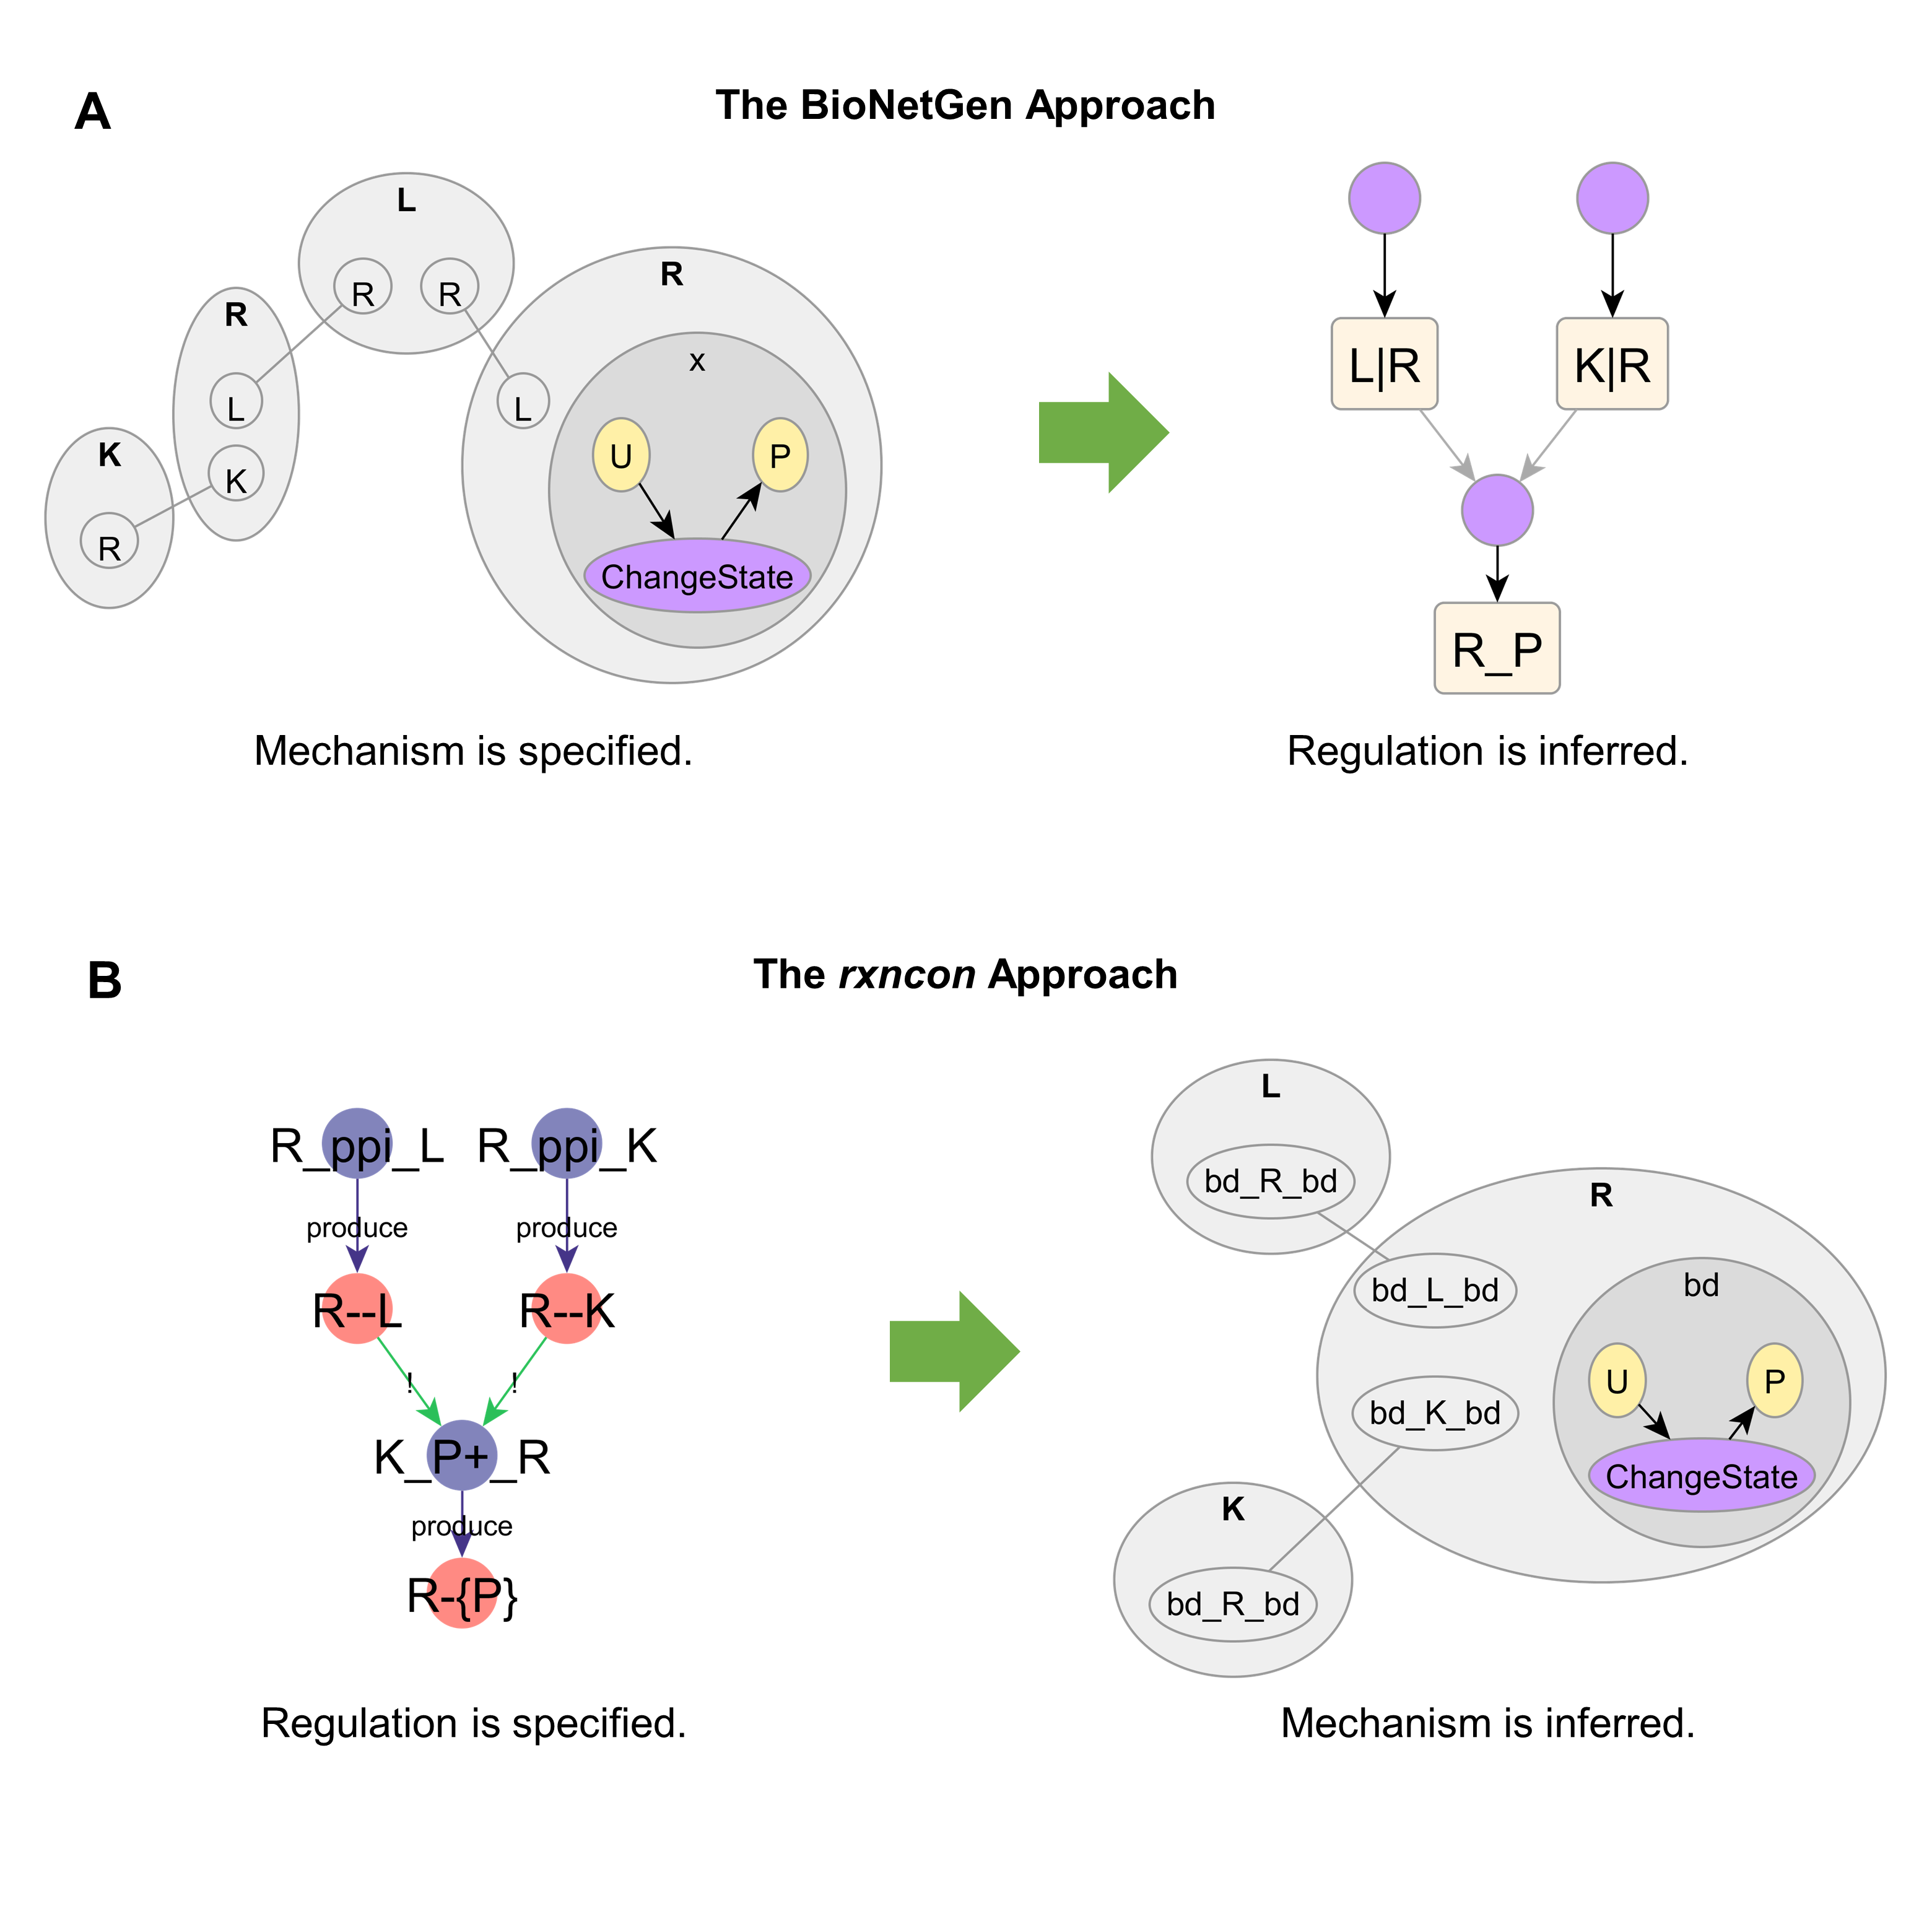 A
The BioNetGen Approach
L
R R
R
L
K
K
R
R
L
x
U P
ChangeState
L|R K|R
R_P
Mechanism is specified.
Regulation is inferred.
B
The rxncon Approach
R_ppi_L R_ppi_K
produce produce
R--L R--K
! !
K_P+_R
produce
R-{P}
L
bd_R_bd
R
bd_L_bd
bd_K_bd
bd
U P
ChangeState
K
bd_R_bd
Regulation is specified.
Mechanism is inferred.